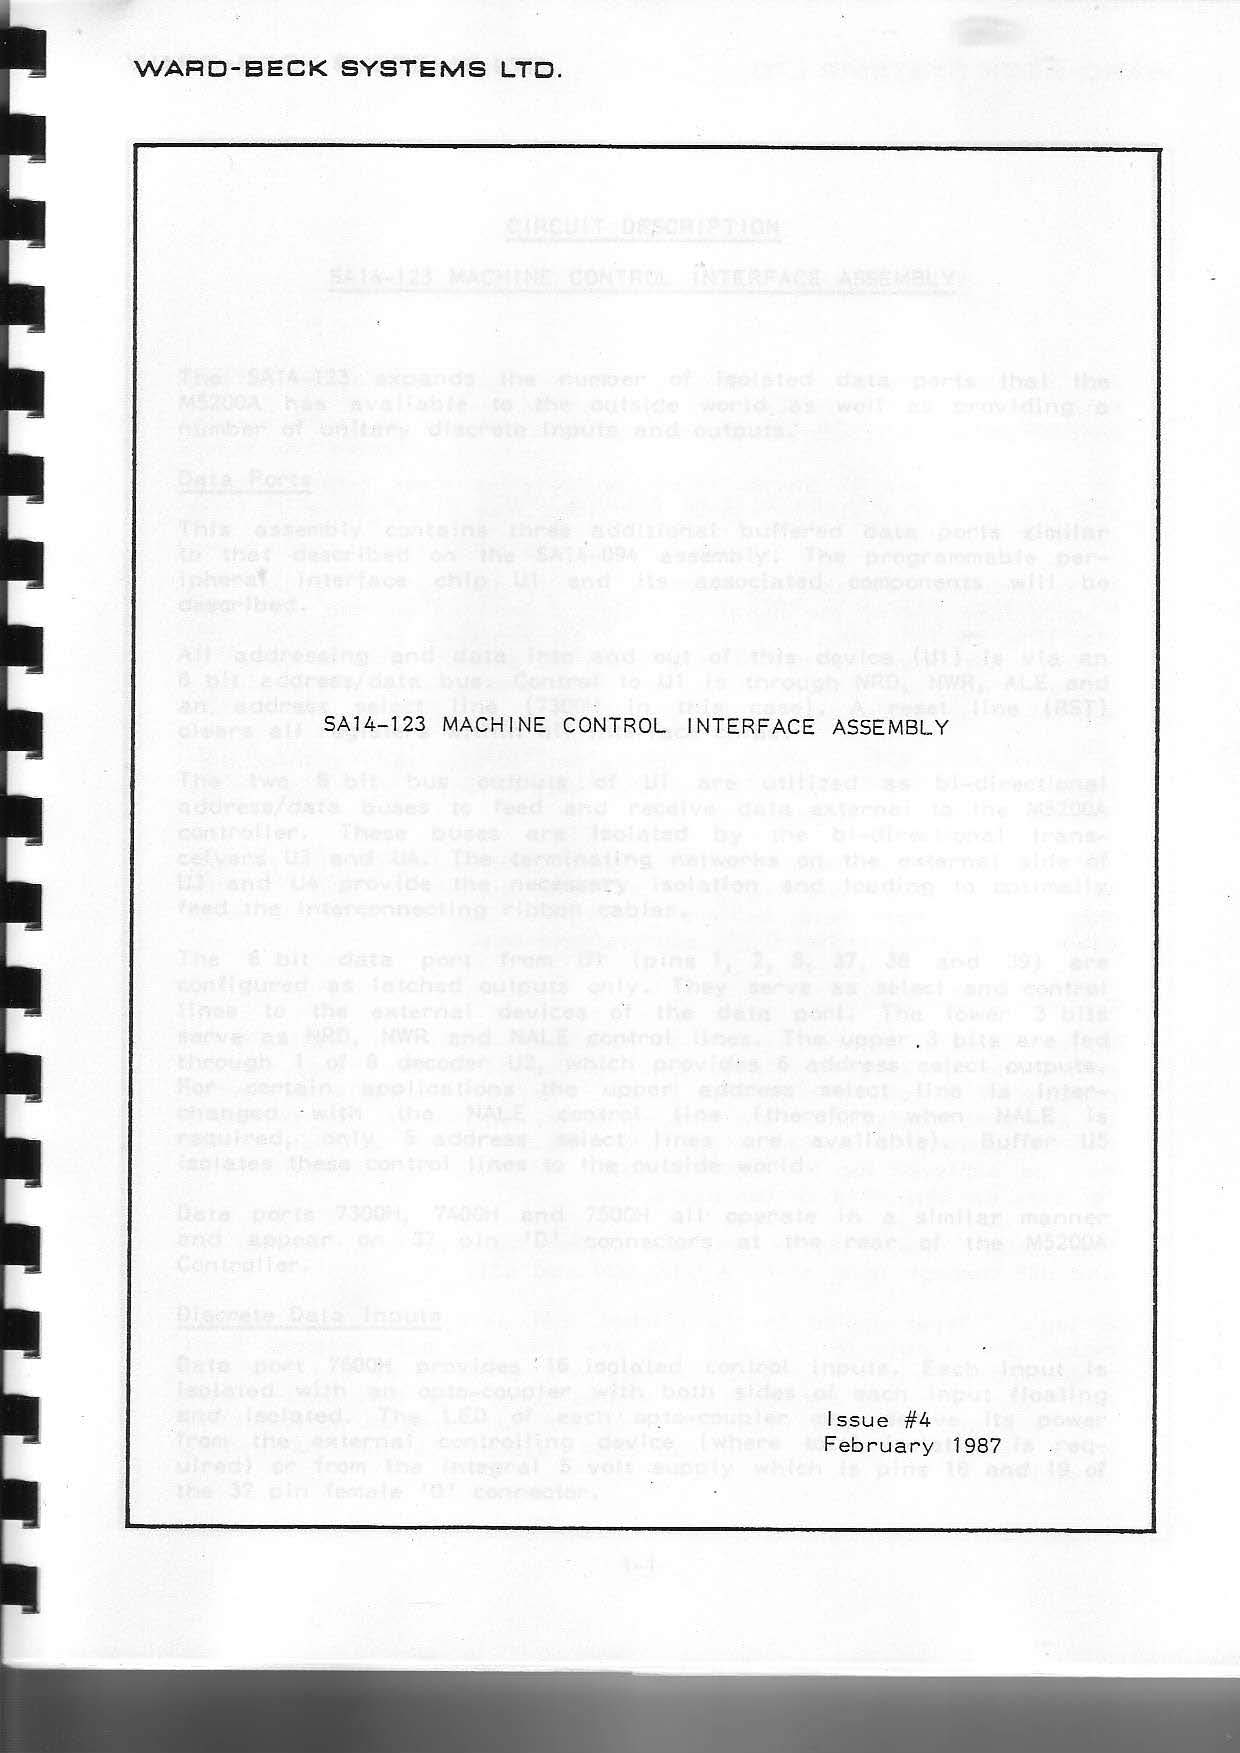 WARD-BECK SYSTEMS LTD.
CIRCUIT DESCRIPTION
SA14-123 MACHINE CONTROL INTERFACE ASSEMBLY
The SA14-123 expands the number of isolated data ports that the
M5200A has available to the outside world as well as providing a
number of unitary discrete inputs and outputs.
Data Ports
This assembly contains three additional buffered data ports similar
to that described on the SA14-094 assembly. The programmable per-
ipheral interface chip U1 and its associated components will be
described.
All addressing and data into and out of this device (U1) is via an
8 bit address/data bus. Control to U1 is through NRD, NWR, ALE and
an address select line (7300H in this case). A reset line (RST)
clears all
SA14-123 MACHINE CONTROL INTERFACE ASSEMBLY
The two 8 bit bus outputs of U1 are utilized as bi-directional
address/data buses to feed and receive data external to the M5200A
controller. These buses are isolated by the bi-directional trans-
ceivers U3 and U4. The terminating networks on the external side of
U3 and U4 provide the necessary isolation and loading to optimally
feed the interconnecting ribbon cables.
The 6 bit data port from U1 (pins 1, 2, 5, 37, 38 and 39) are
configured as latched outputs only. They serve as select and control
lines to the external devices of the data port. The lower 3 bits
serve as NRD, NWR and NALE control lines. The upper 3 bits are fed
through 1 of 8 decoder U2, which provides 6 address select outputs.
For certain applications the upper address select line is inter-
changed with the NALE control line (therefore when NALE is
required, only 5 address select lines are available). Buffer U5
isolates these control lines to the outside world.
Data ports 7300H, 7400H and 7500H all operate in a similar manner
and appear on 37 pin 'D' connectors at the rear of the M5200A
Controller.
Discrete Data Inputs
Data port 7600H provides 16 isolated control inputs. Each input is
isolated with an opto-coupler with both sides of each input floating
and isolated. The LED of each opto-coupler its power
Issue #4
from the external controlling device (where is req-
February 1987
uired) or from the integral 5 volt supply which is pins 18 and 19 of
the 37 pin female 'D' connector.
1-1